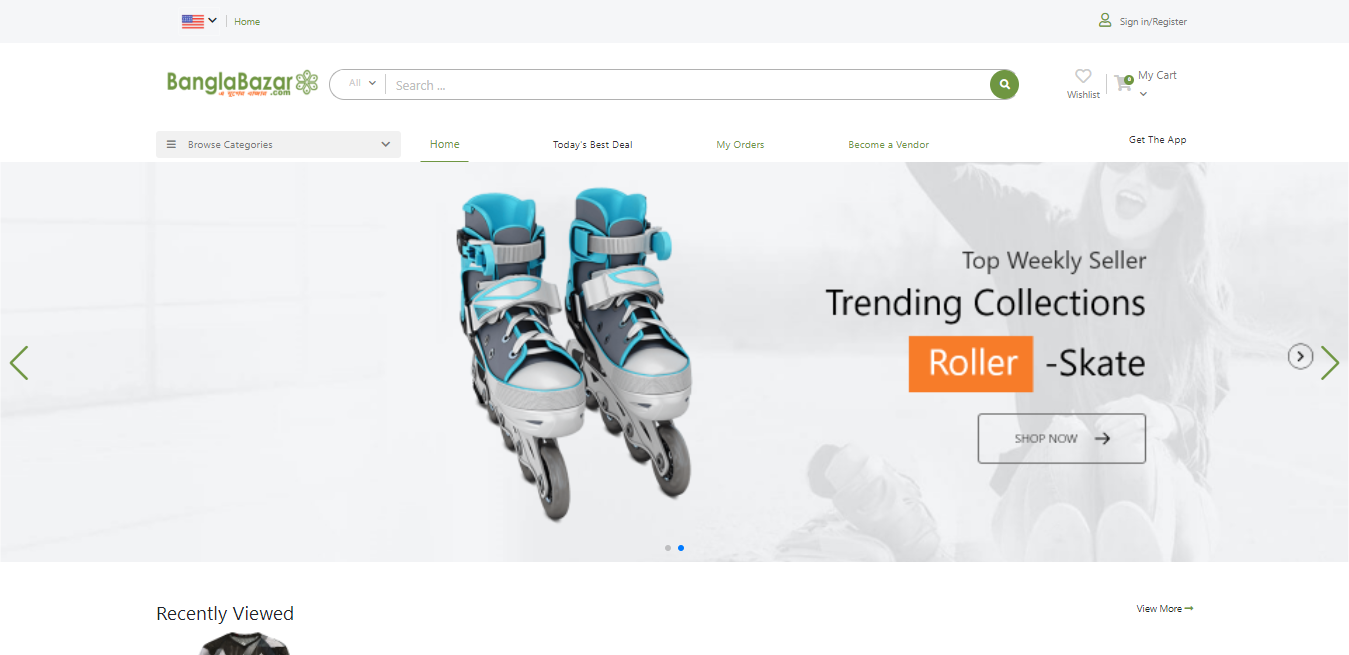 Home
Sign in/Register
BanglaBazar
এ যুগের বাজার .com
All
Search ...
Wishlist
0
My Cart
Browse Categories
Home
Today's Best Deal
My Orders
Become a Vendor
Get The App
Top Weekly Seller
Trending Collections
Roller -Skate
SHOP NOW
Recently Viewed
View More